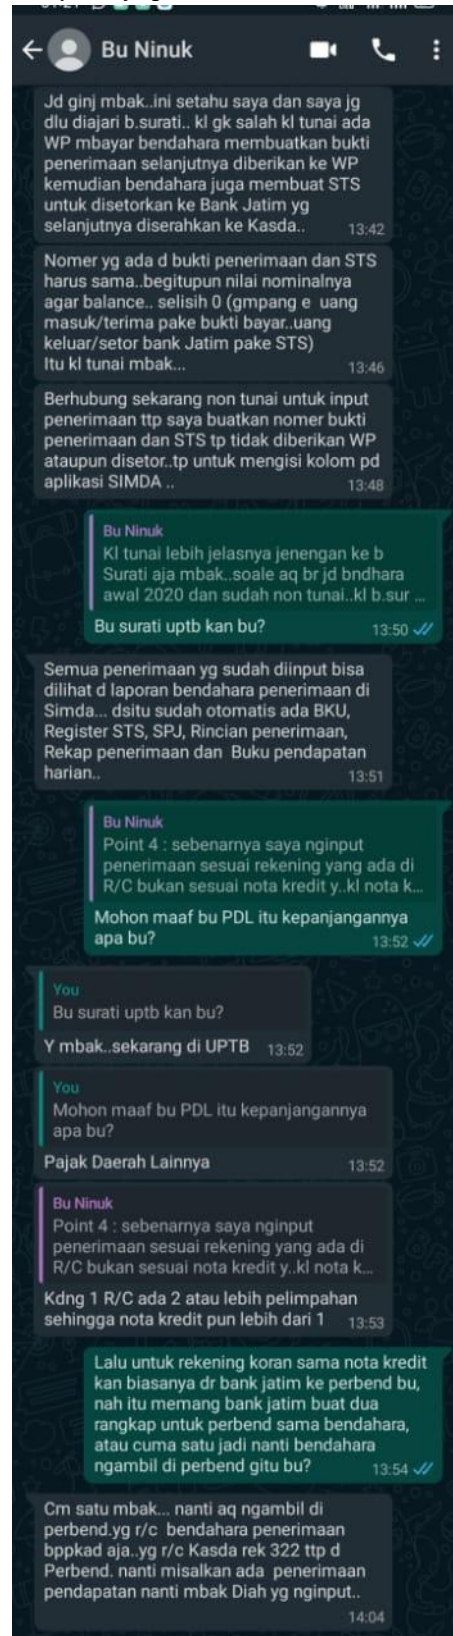 Bu Ninuk
Jd ginj mbak..ini setahu saya dan saya jg
dlu diajari b.surati.. kl gk salah kl tunai ada
WP mbayar bendahara membuatkan bukti
penerimaan selanjutnya diberikan ke WP
kemudian bendahara juga membuat STS
untuk disetorkan ke Bank Jatim yg
selanjutnya diserahkan ke Kasda..
13:42
Nomer yg ada d bukti penerimaan dan STS
harus sama..begitupun nilai nominalnya
agar balance.. selisih 0 (gmpang e uang
masuk/terima pake bukti bayar..uang
keluar/setor bank Jatim pake STS)
Itu kl tunai mbak...
13:46
Berhubung sekarang non tunai untuk input
penerimaan ttp saya buatkan nomer bukti
penerimaan dan STS tp tidak diberikan WP
ataupun disetor..tp untuk mengisi kolom pd
aplikasi SIMDA ..
13:48
Bu Ninuk
Kl tunai lebih jelasnya jenengan ke b
Surati aja mbak..soale aq br jd bndhara
awal 2020 dan sudah non tunai..kl b.sur ...
Bu surati uptb kan bu?
13:50
Semua penerimaan yg sudah diinput bisa
dilihat d laporan bendahara penerimaan di
Simda... dsitu sudah otomatis ada BKU,
Register STS, SPJ, Rincian penerimaan,
Rekap penerimaan dan Buku pendapatan
harian..
13:51
Bu Ninuk
Point 4 : sebenarnya saya nginput
penerimaan sesuai rekening yang ada di
R/C bukan sesuai nota kredit y..kl nota k...
Mohon maaf bu PDL itu kepanjangannya
apa bu?
13:52
You
Bu surati uptb kan bu?
Y mbak..sekarang di UPTB
13:52
You
Mohon maaf bu PDL itu kepanjangannya
apa bu?
Pajak Daerah Lainnya
13:52
Bu Ninuk
Point 4 : sebenarnya saya nginput
penerimaan sesuai rekening yang ada di
R/C bukan sesuai nota kredit y..kl nota k...
Kdng 1 R/C ada 2 atau lebih pelimpahan
sehingga nota kredit pun lebih dari 1
13:53
Lalu untuk rekening koran sama nota kredit
kan biasanya dr bank jatim ke perbend bu,
nah itu memang bank jatim buat dua
rangkap untuk perbend sama bendahara,
atau cuma satu jadi nanti bendahara
ngambil di perbend gitu bu?
13:54
Cm satu mbak... nanti aq ngambil di
perbend.yg r/c bendahara penerimaan
bppkad aja..yg r/c Kasda rek 322 ttp d
Perbend. nanti misalkan ada penerimaan
pendapatan nanti mbak Diah yg nginput..
14:04